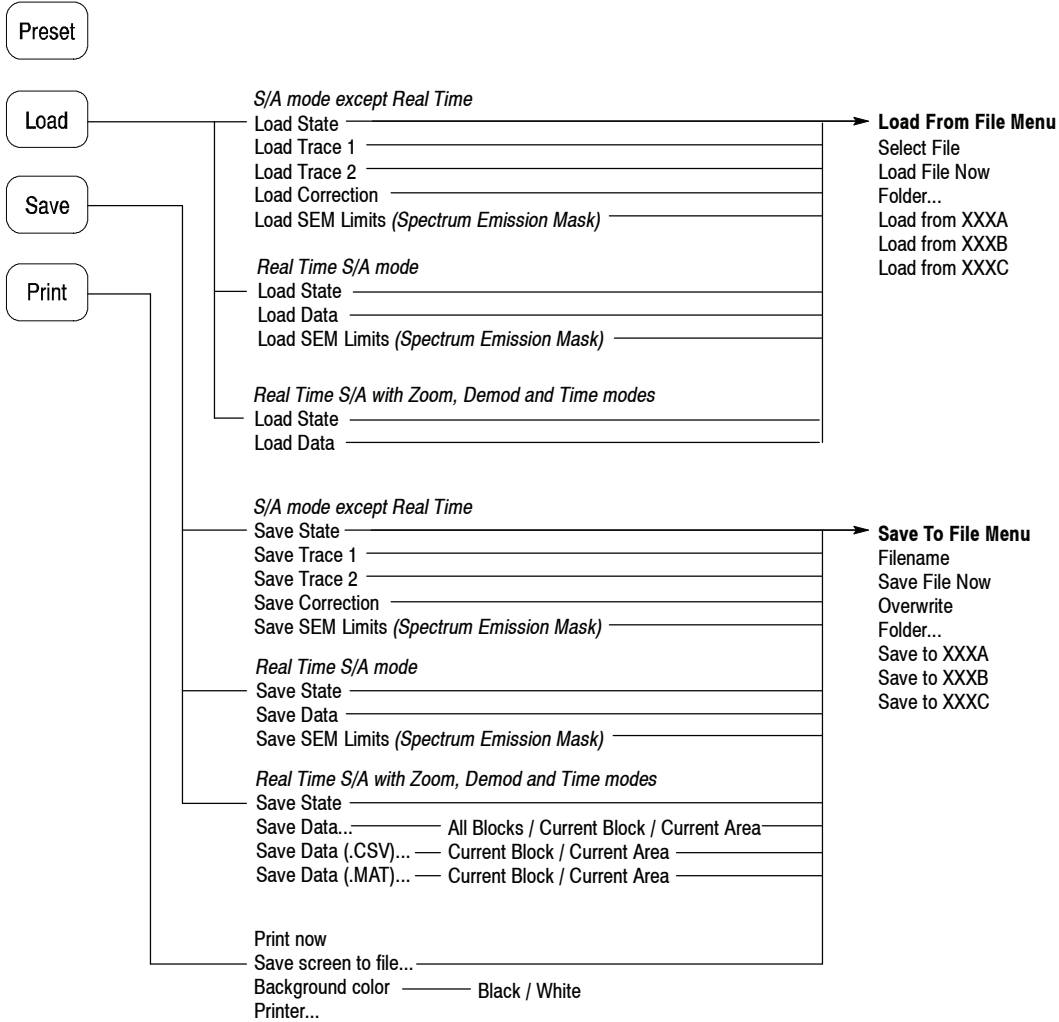 Preset
Load
Save
Print
S/A mode except Real Time
Load State
Load Trace 1
Load Trace 2
Load Correction
Load SEM Limits (Spectrum Emission Mask)
Real Time S/A mode
Load State
Load Data
Load SEM Limits (Spectrum Emission Mask)
Real Time S/A with Zoom, Demod and Time modes
Load State
Load Data
Load From File Menu
Select File
Load File Now
Folder...
Load from XXXA
Load from XXXB
Load from XXXC
S/A mode except Real Time
Save State
Save Trace 1
Save Trace 2
Save Correction
Save SEM Limits (Spectrum Emission Mask)
Real Time S/A mode
Save State
Save Data
Save SEM Limits (Spectrum Emission Mask)
Real Time S/A with Zoom, Demod and Time modes
Save State
Save Data... All Blocks / Current Block / Current Area
Save Data (.CSV)... Current Block / Current Area
Save Data (.MAT)... Current Block / Current Area
Save To File Menu
Filename
Save File Now
Overwrite
Folder...
Save to XXXA
Save to XXXB
Save to XXXC
Print now
Save screen to file...
Background color Black / White
Printer...